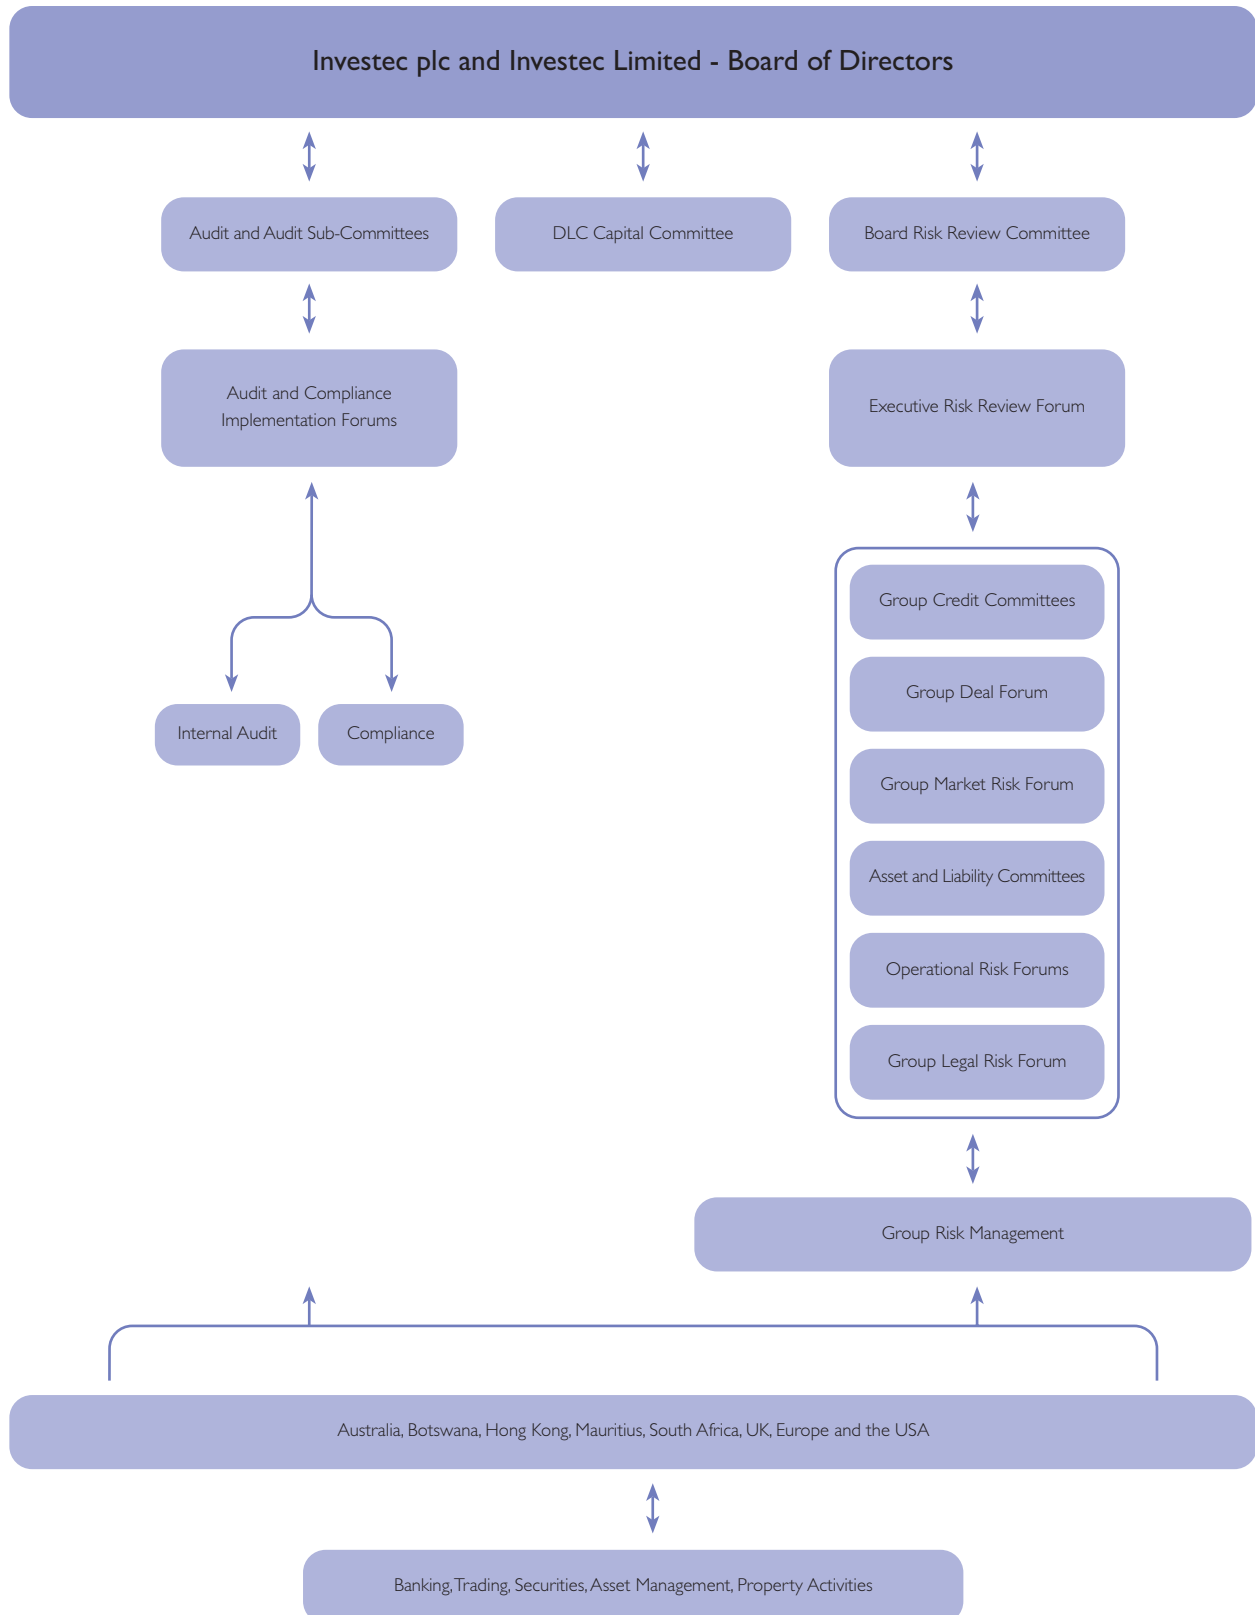 Investec plc and Investec Limited - Board of Directors
Audit and Audit Sub-Committees
DLC Capital Committee
Board Risk Review Committee
Audit and Compliance
Implementation Forums
Executive Risk Review Forum
Group Credit Committees
Group Deal Forum
Group Market Risk Forum
Asset and Liability Committees
Operational Risk Forums
Group Legal Risk Forum
Internal Audit
Compliance
Group Risk Management
Australia, Botswana, Hong Kong, Mauritius, South Africa, UK, Europe and the USA
Banking, Trading, Securities, Asset Management, Property Activities